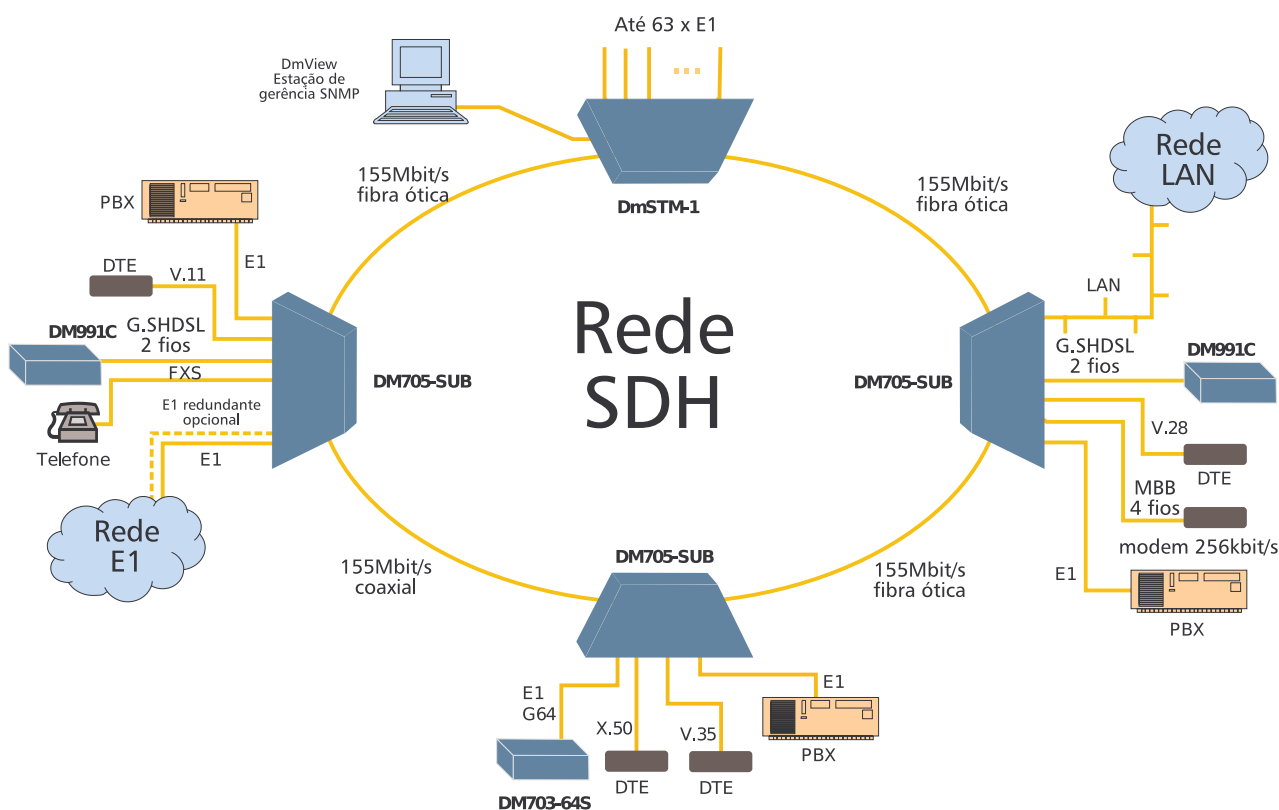 Até 63 x E1
DmView
Estação de
gerência SNMP
155Mbit/s
fibra ótica
DmSTM-1
155Mbit/s
fibra ótica
Rede
LAN
PBX
E1
DTE
V.11
DM991C
G.SHDSL
2 fios
FXS
Telefone
E1 redundante
opcional
E1
Rede
E1
DM705-SUB
Rede
SDH
DM705-SUB
LAN
G.SHDSL
2 fios
DM991C
V.28
DTE
MBB
4 fios
modem 256kbit/s
E1
PBX
155Mbit/s
coaxial
DM705-SUB
155Mbit/s
fibra ótica
E1
G64
DM703-64S
X.50
DTE
V.35
DTE
E1
PBX